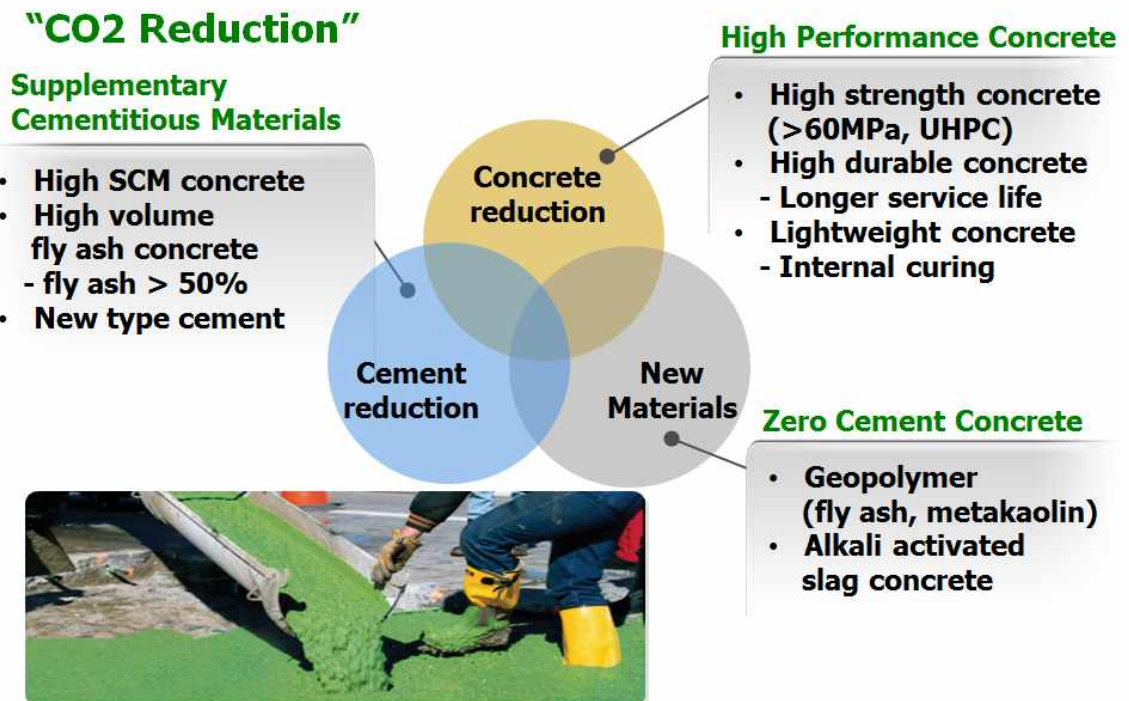 “CO2 Reduction”
Supplementary
Cementitious Materials
• High SCM concrete
• High volume
fly ash concrete
- fly ash > 50%
• New type cement
High Performance Concrete
• High strength concrete
(>60MPa, UHPC)
• High durable concrete
- Longer service life
• Lightweight concrete
- Internal curing
Concrete
reduction
Cement
reduction
New
Materials
Zero Cement Concrete
• Geopolymer
(fly ash, metakaolin)
• Alkali activated
slag concrete